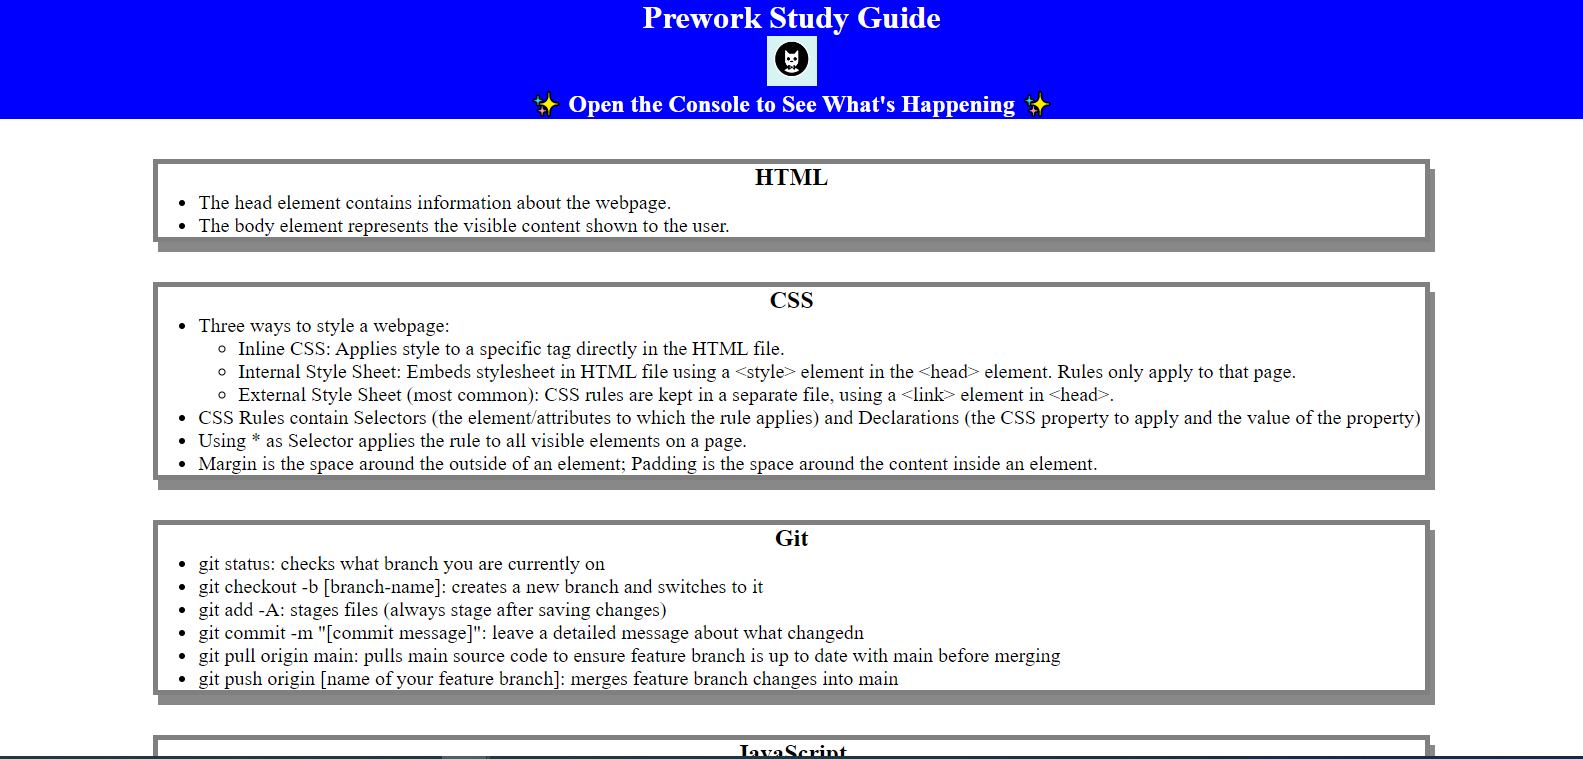 Prework Study Guide
✨ Open the Console to See What's Happening ✨
HTML
• The head element contains information about the webpage.
• The body element represents the visible content shown to the user.
CSS
• Three ways to style a webpage:
◦ Inline CSS: Applies style to a specific tag directly in the HTML file.
◦ Internal Style Sheet: Embeds stylesheet in HTML file using a <style> element in the <head> element. Rules only apply to that page.
◦ External Style Sheet (most common): CSS rules are kept in a separate file, using a <link> element in <head>.
• CSS Rules contain Selectors (the element/attributes to which the rule applies) and Declarations (the CSS property to apply and the value of the property)
• Using * as Selector applies the rule to all visible elements on a page.
• Margin is the space around the outside of an element; Padding is the space around the content inside an element.
Git
• git status: checks what branch you are currently on
• git checkout -b [branch-name]: creates a new branch and switches to it
• git add -A: stages files (always stage after saving changes)
• git commit -m "[commit message]": leave a detailed message about what changedn
• git pull origin main: pulls main source code to ensure feature branch is up to date with main before merging
• git push origin [name of your feature branch]: merges feature branch changes into main
JavaScript